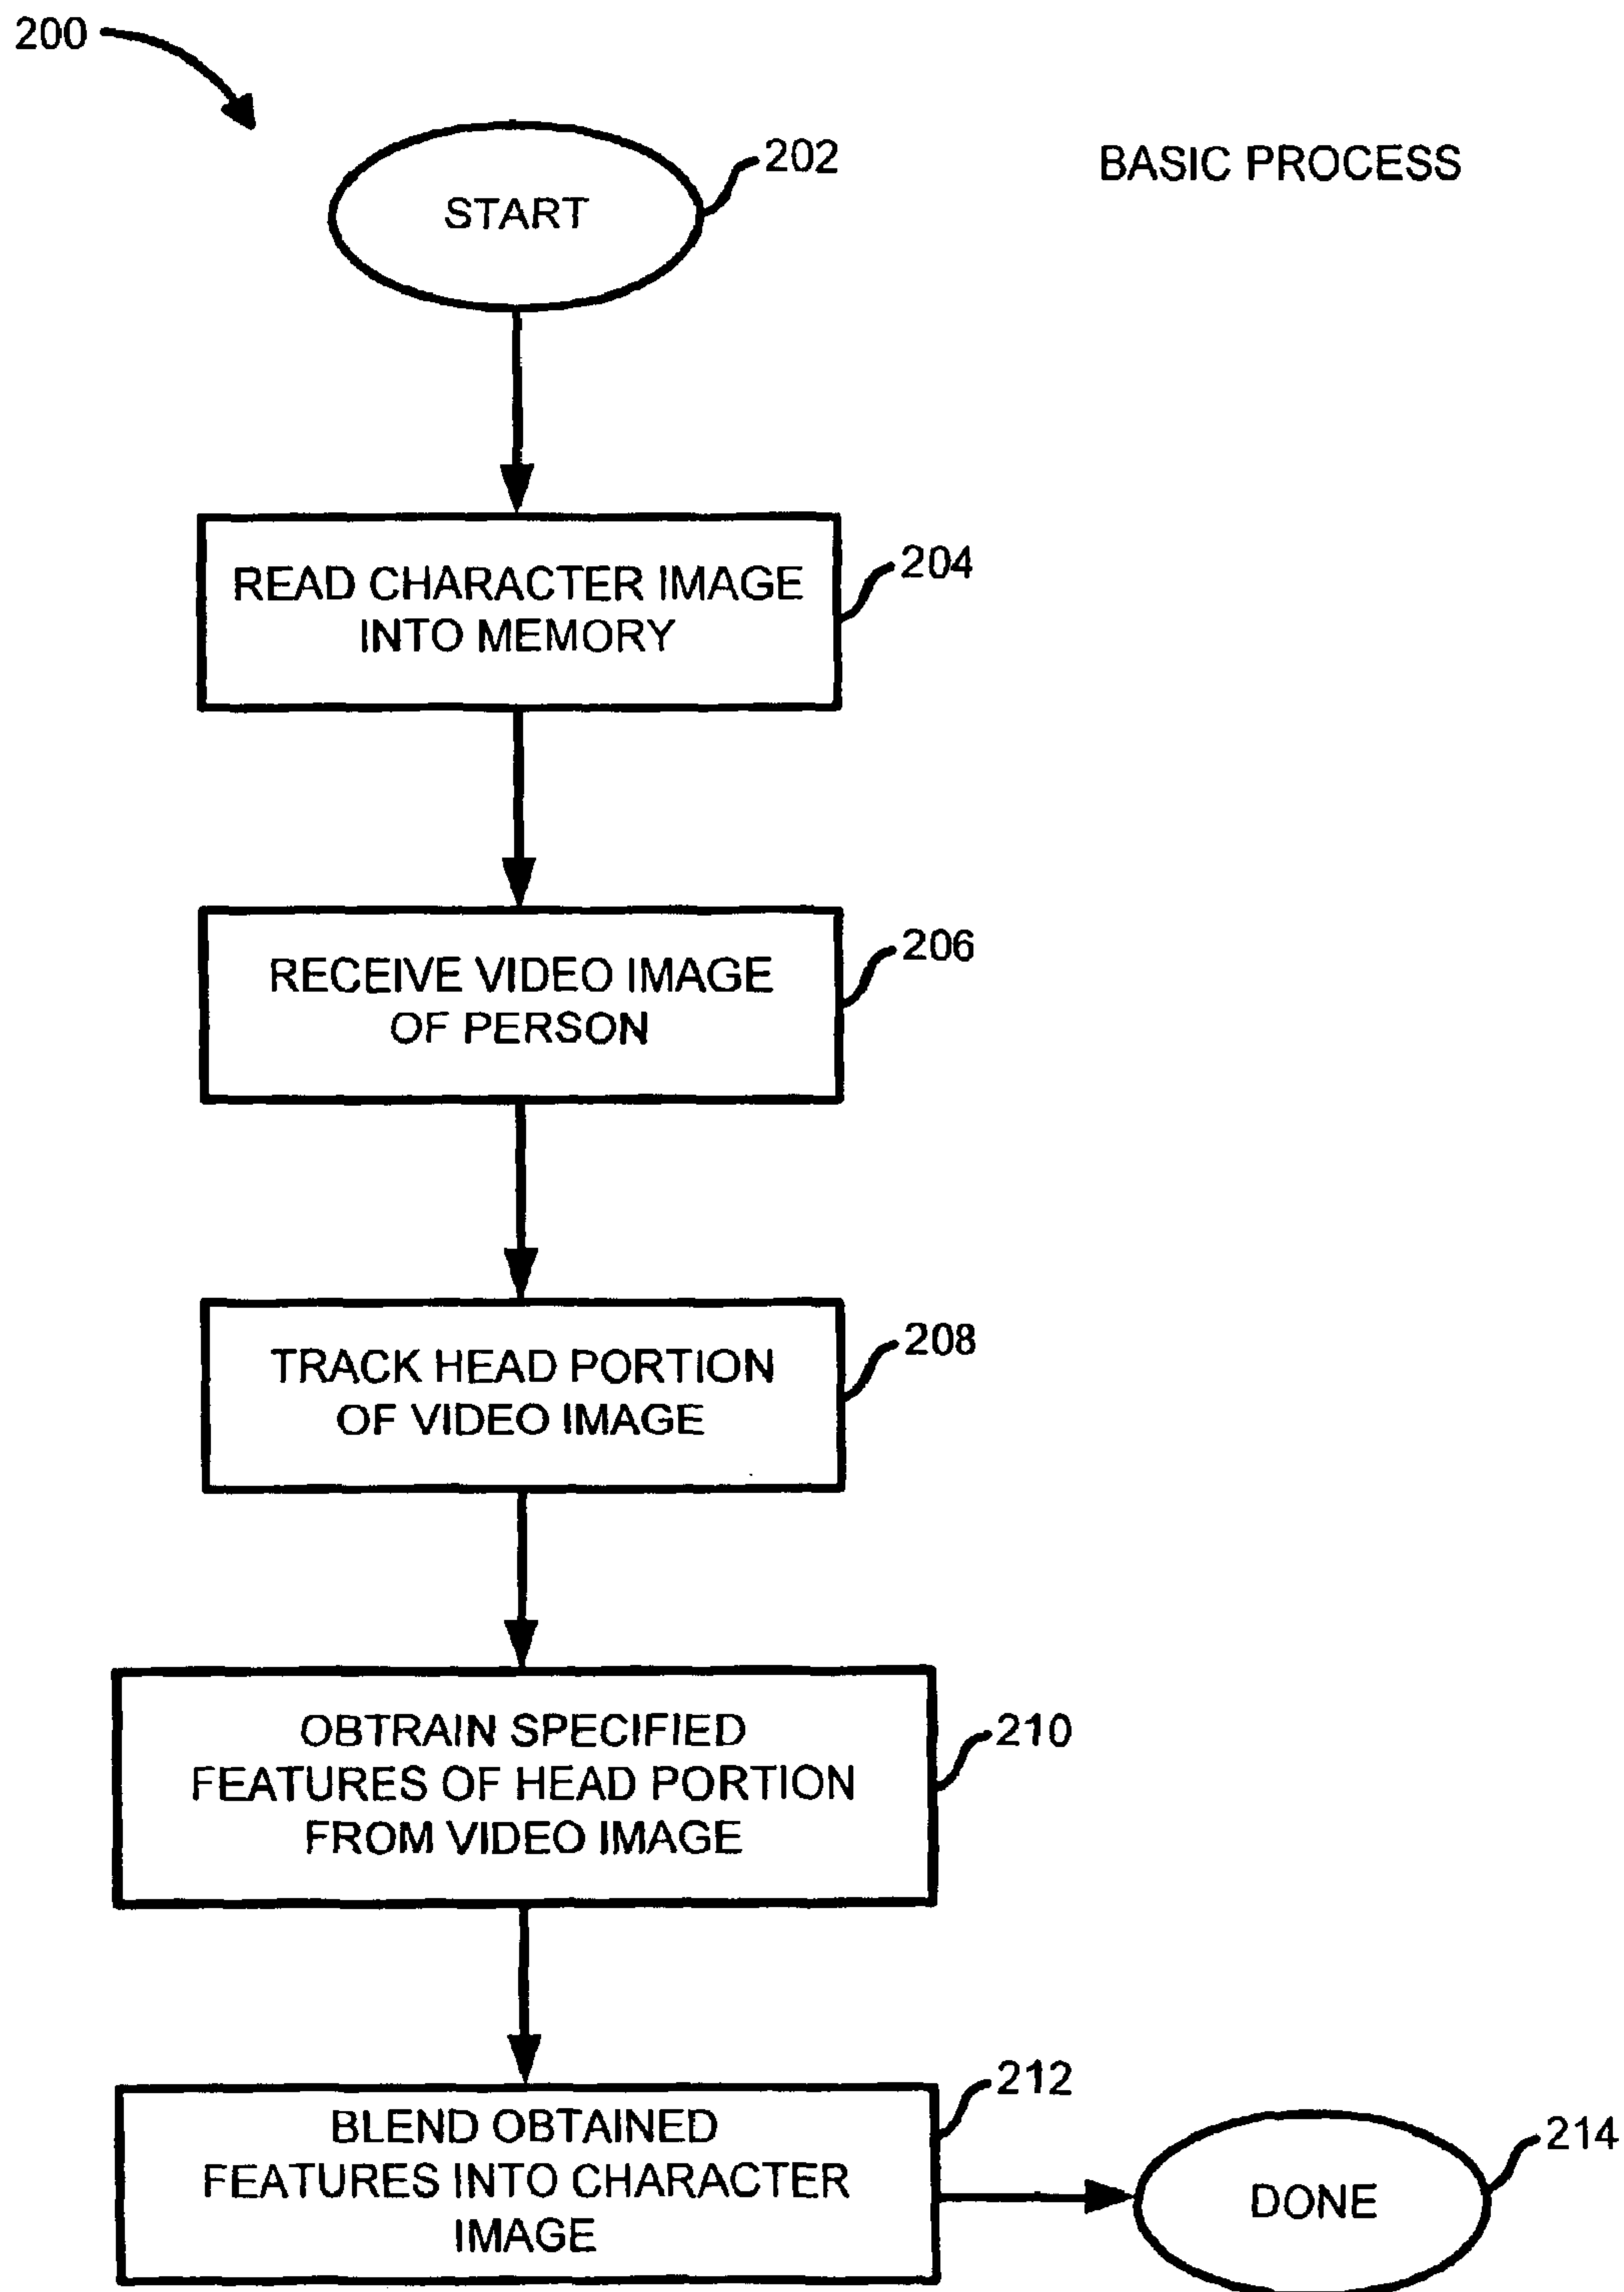 200
202
BASIC PROCESS
START
204
READ CHARACTER IMAGE
INTO MEMORY
206
RECEIVE VIDEO IMAGE
OF PERSON
208
TRACK HEAD PORTION
OF VIDEO IMAGE
210
OBTRAIN SPECIFIED
FEATURES OF HEAD PORTION
FROM VIDEO IMAGE
212
BLEND OBTAINED
FEATURES INTO CHARACTER
IMAGE
214
DONE